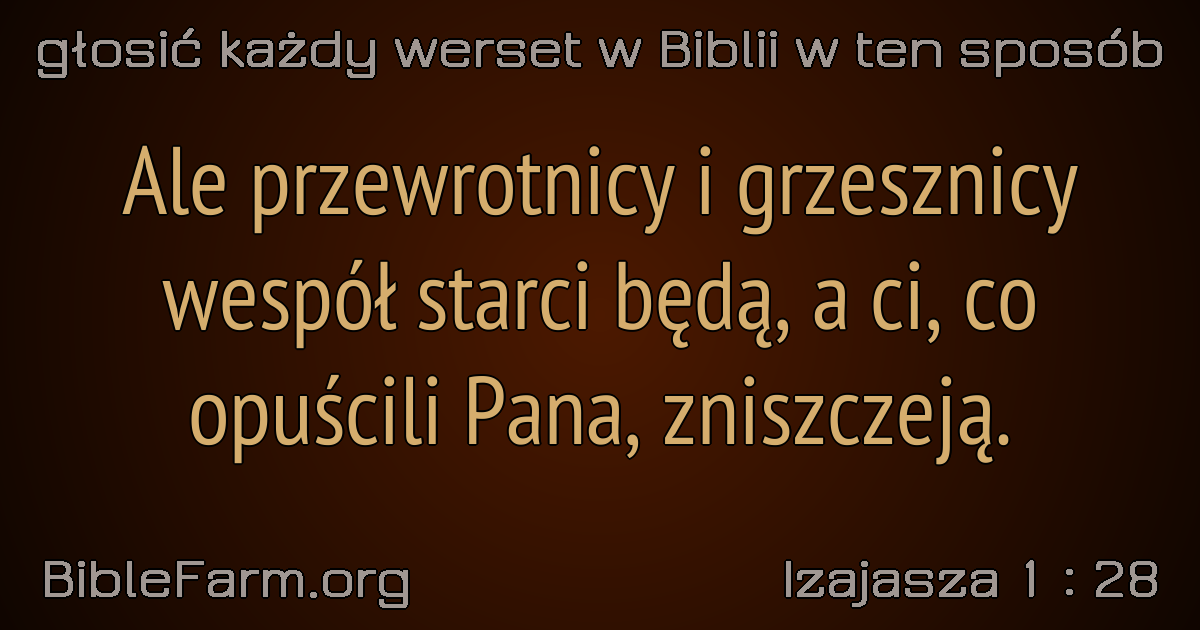 głosić każdy werset w Biblii w ten sposób
Ale przewrotnicy i grzesznicy
wespół starci będą, a ci, co
opuścili Pana, zniszczeją.
BibleFarm.org
Izajasza 1 : 28